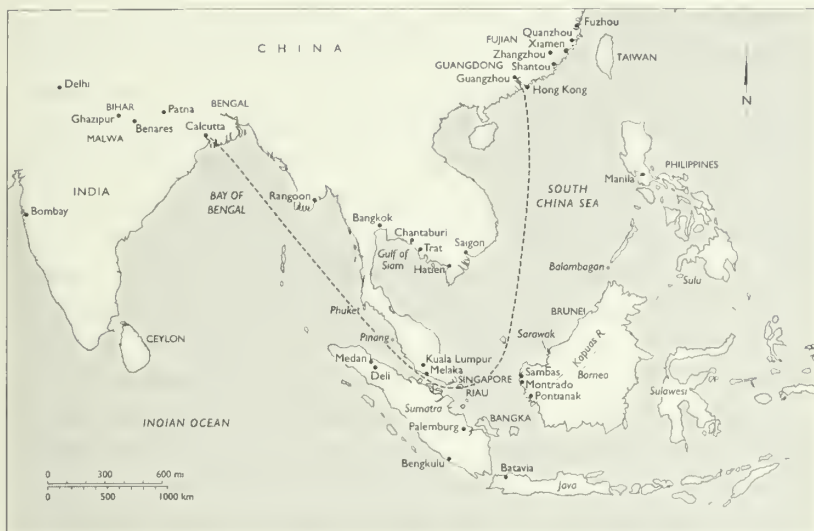 CHINA
Fuzhou
Quanzhou
FUJIAN
Xiamen
Zhangzhou
TAIWAN
GUANGDONG
Shantou
Guangzhou
Hong Kong
N
Delhi
BIHAR
Patna
BENGAL
Ghazipur
Benares
Calcutta
MALWA
INDIA
BAY OF
BENGAL
Rangoon
Bombay
SOUTH
CHINA SEA
PHILIPPINES
Manila
Bangkok
Chantaburi
Trat
Saigon
Gulf of
Siam
Hatien
Balambagan
Sulu
CEYLON
Phuket
Pinang
BRUNEI
Sarawak
Kapuas R
Medan
Kuala Lumpur
Deli
Melaka
SINGAPORE
Sambas
Borneo
RIAU
Montrado
Sulawesi
Sumatra
Pontianak
INDIAN OCEAN
BANGKA
Palemburg
Bengkulu
Batavia
Java
0 300 600 mi
0 500 1000 km